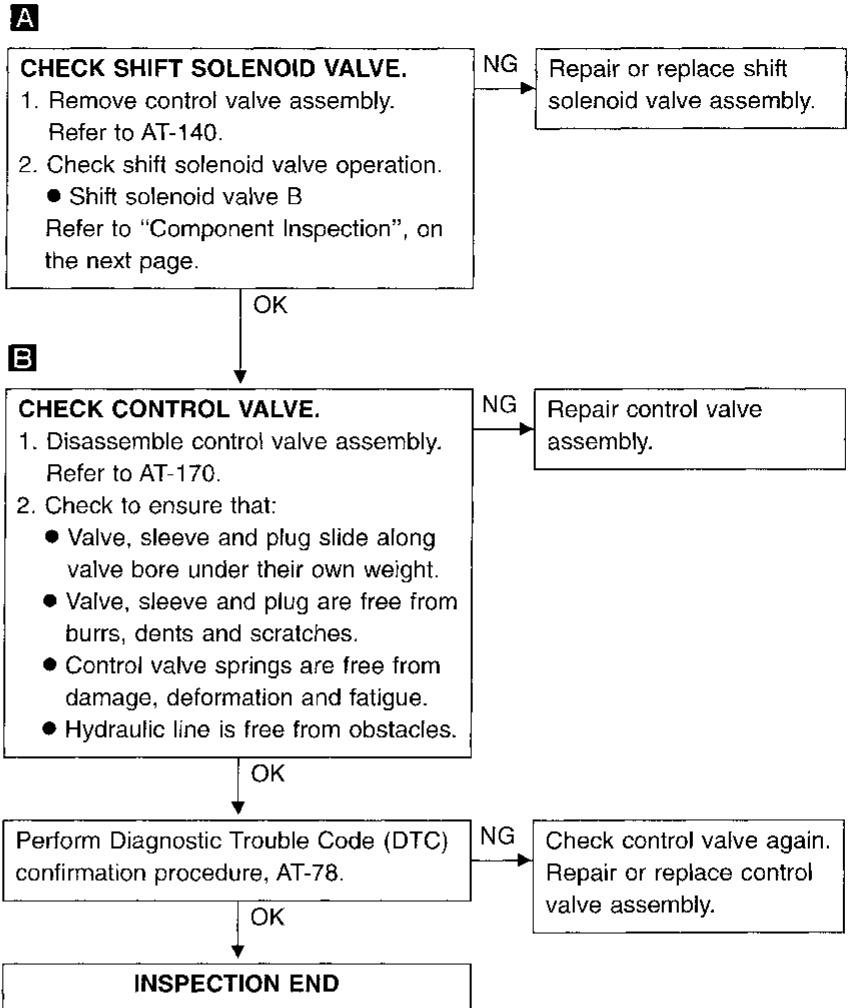 A
CHECK SHIFT SOLENOID VALVE.
1. Remove control valve assembly.
Refer to AT-140.
2. Check shift solenoid valve operation.
● Shift solenoid valve B
Refer to “Component Inspection”, on
the next page.
NG
Repair or replace shift
solenoid valve assembly.
OK
B
CHECK CONTROL VALVE.
1. Disassemble control valve assembly.
Refer to AT-170.
2. Check to ensure that:
● Valve, sleeve and plug slide along
valve bore under their own weight.
● Valve, sleeve and plug are free from
burrs, dents and scratches.
● Control valve springs are free from
damage, deformation and fatigue.
● Hydraulic line is free from obstacles.
NG
Repair control valve
assembly.
OK
Perform Diagnostic Trouble Code (DTC)
confirmation procedure, AT-78.
NG
Check control valve again.
Repair or replace control
valve assembly.
OK
INSPECTION END